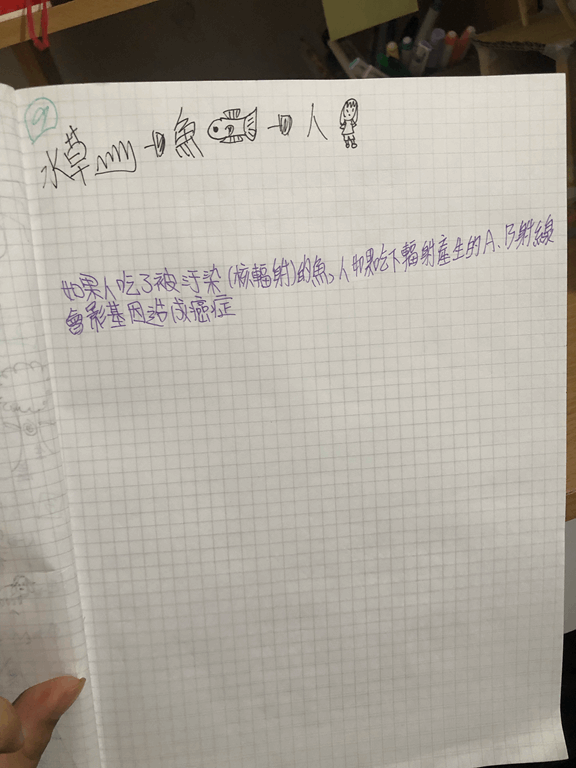 9
水草 → 魚 → 人
如果人吃了被汙染(核輻射)的魚,人如果吃下輻射產生的A、B射線
會影基因造成癌症